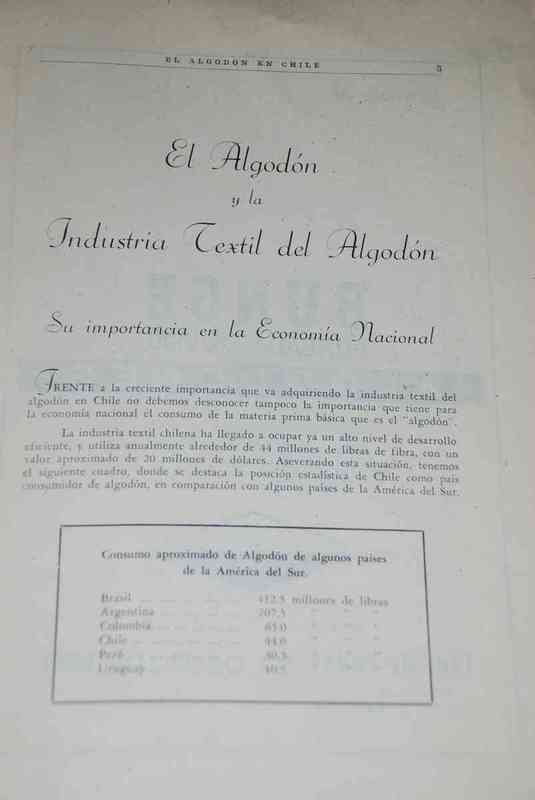 EL ALGODON EN CHILE 5
El Algodón
y la
Industria Textil del Algodón
Su importancia en la Economía Nacional
FRENTE a la creciente importancia que va adquiriendo la industria textil del
algodón en Chile no debemos desconocer tampoco la importancia que tiene para
la economía nacional el consumo de la materia prima básica que es el "algodón".
La industria textil chilena ha llegado a ocupar ya un alto nivel de desarrollo
eficiente, y utiliza anualmente alrededor de 44 millones de libras de fibra, con un
valor aproximado de 20 millones de dólares. Aseverando esta situación, tenemos
el siguiente cuadro, donde se destaca la posición estadística de Chile como país
consumidor de algodón, en comparación con algunos países de la América del Sur.
Consumo aproximado de Algodón de algunos países
de la América del Sur.
Brasil 412.5 millones de libras
Argentina 207.5 " " "
Colombia " " "
Chile 44.0 " " "
Perú " " "
Uruguay " " "
BUNGE